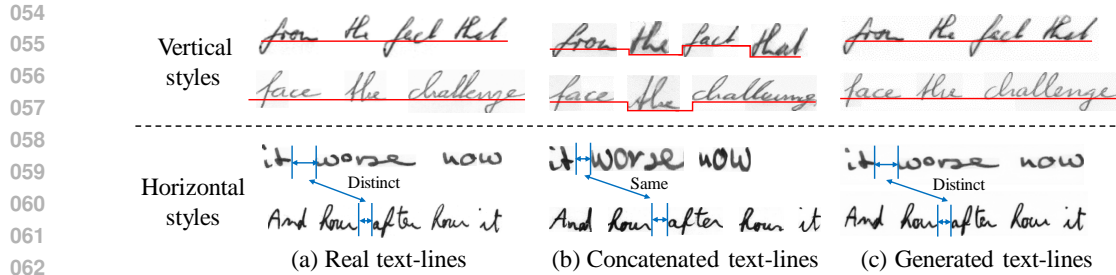 054
055
056
057
058
059
060
061
062
Vertical
styles
from the fact that
face the challenge
from the fact that
face the challenge
from the fact that
face the challenge
Horizontal
styles
it worse now
Distinct
And hour after hour it
it worse now
Same
And hour after hour it
it worse now
Distinct
And hour after hour it
(a) Real text-lines
(b) Concatenated text-lines
(c) Generated text-lines